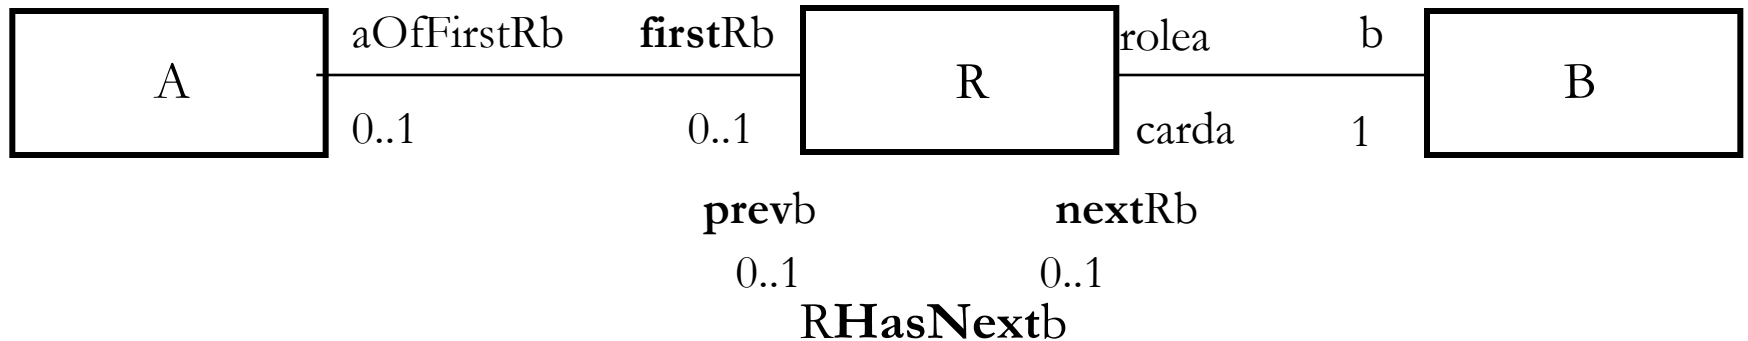 aOfFirstRb firstRb rolea b
A R B
0..1 0..1 carda 1
prevb nextRb
0..1 0..1
RHasNextb